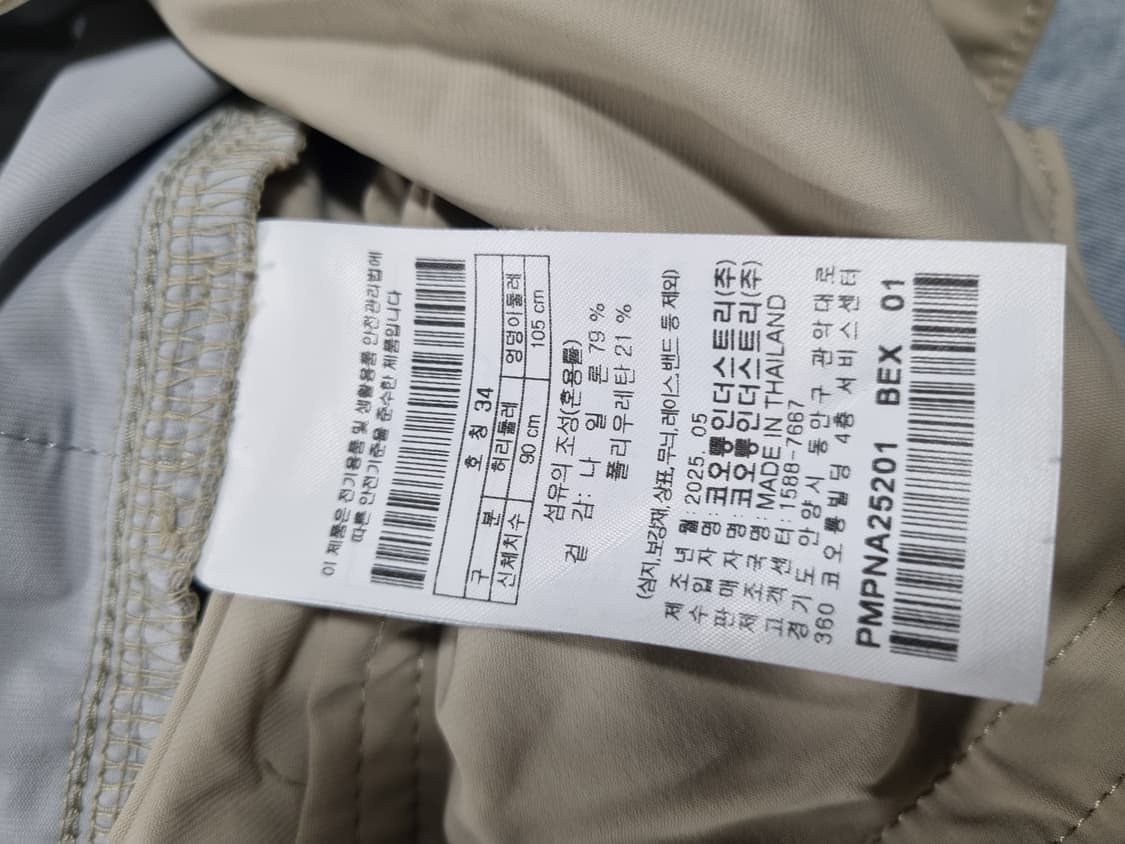 이 제품은 전기용품 및 생활용품 안전관리법에
따른 안전기준을 준수한 제품입니다
호 칭 34
구 분 허리둘레 엉덩이둘레
신체치수 90 cm 105 cm
섬유의 조성(혼용률)
겉 감: 나 일 론 79 %
폴리우레탄 21 %
(심지,보강재,상표,무늬,레이스,밴드 등 제외)
제 조 년 월 : 2025. 05
수 입 자 명 : 코오롱인더스트리(주)
판 매 자 명 : 코오롱인더스트리(주)
제 조 국 명 : MADE IN THAILAND
고 객 센 터 : 1588-7667
경 기 도 안 양 시 동 안 구 관 악 대 로
360 코 오 롱 빌 딩 4층 서 비 스 센 터
PMPNA25201 BEX 01